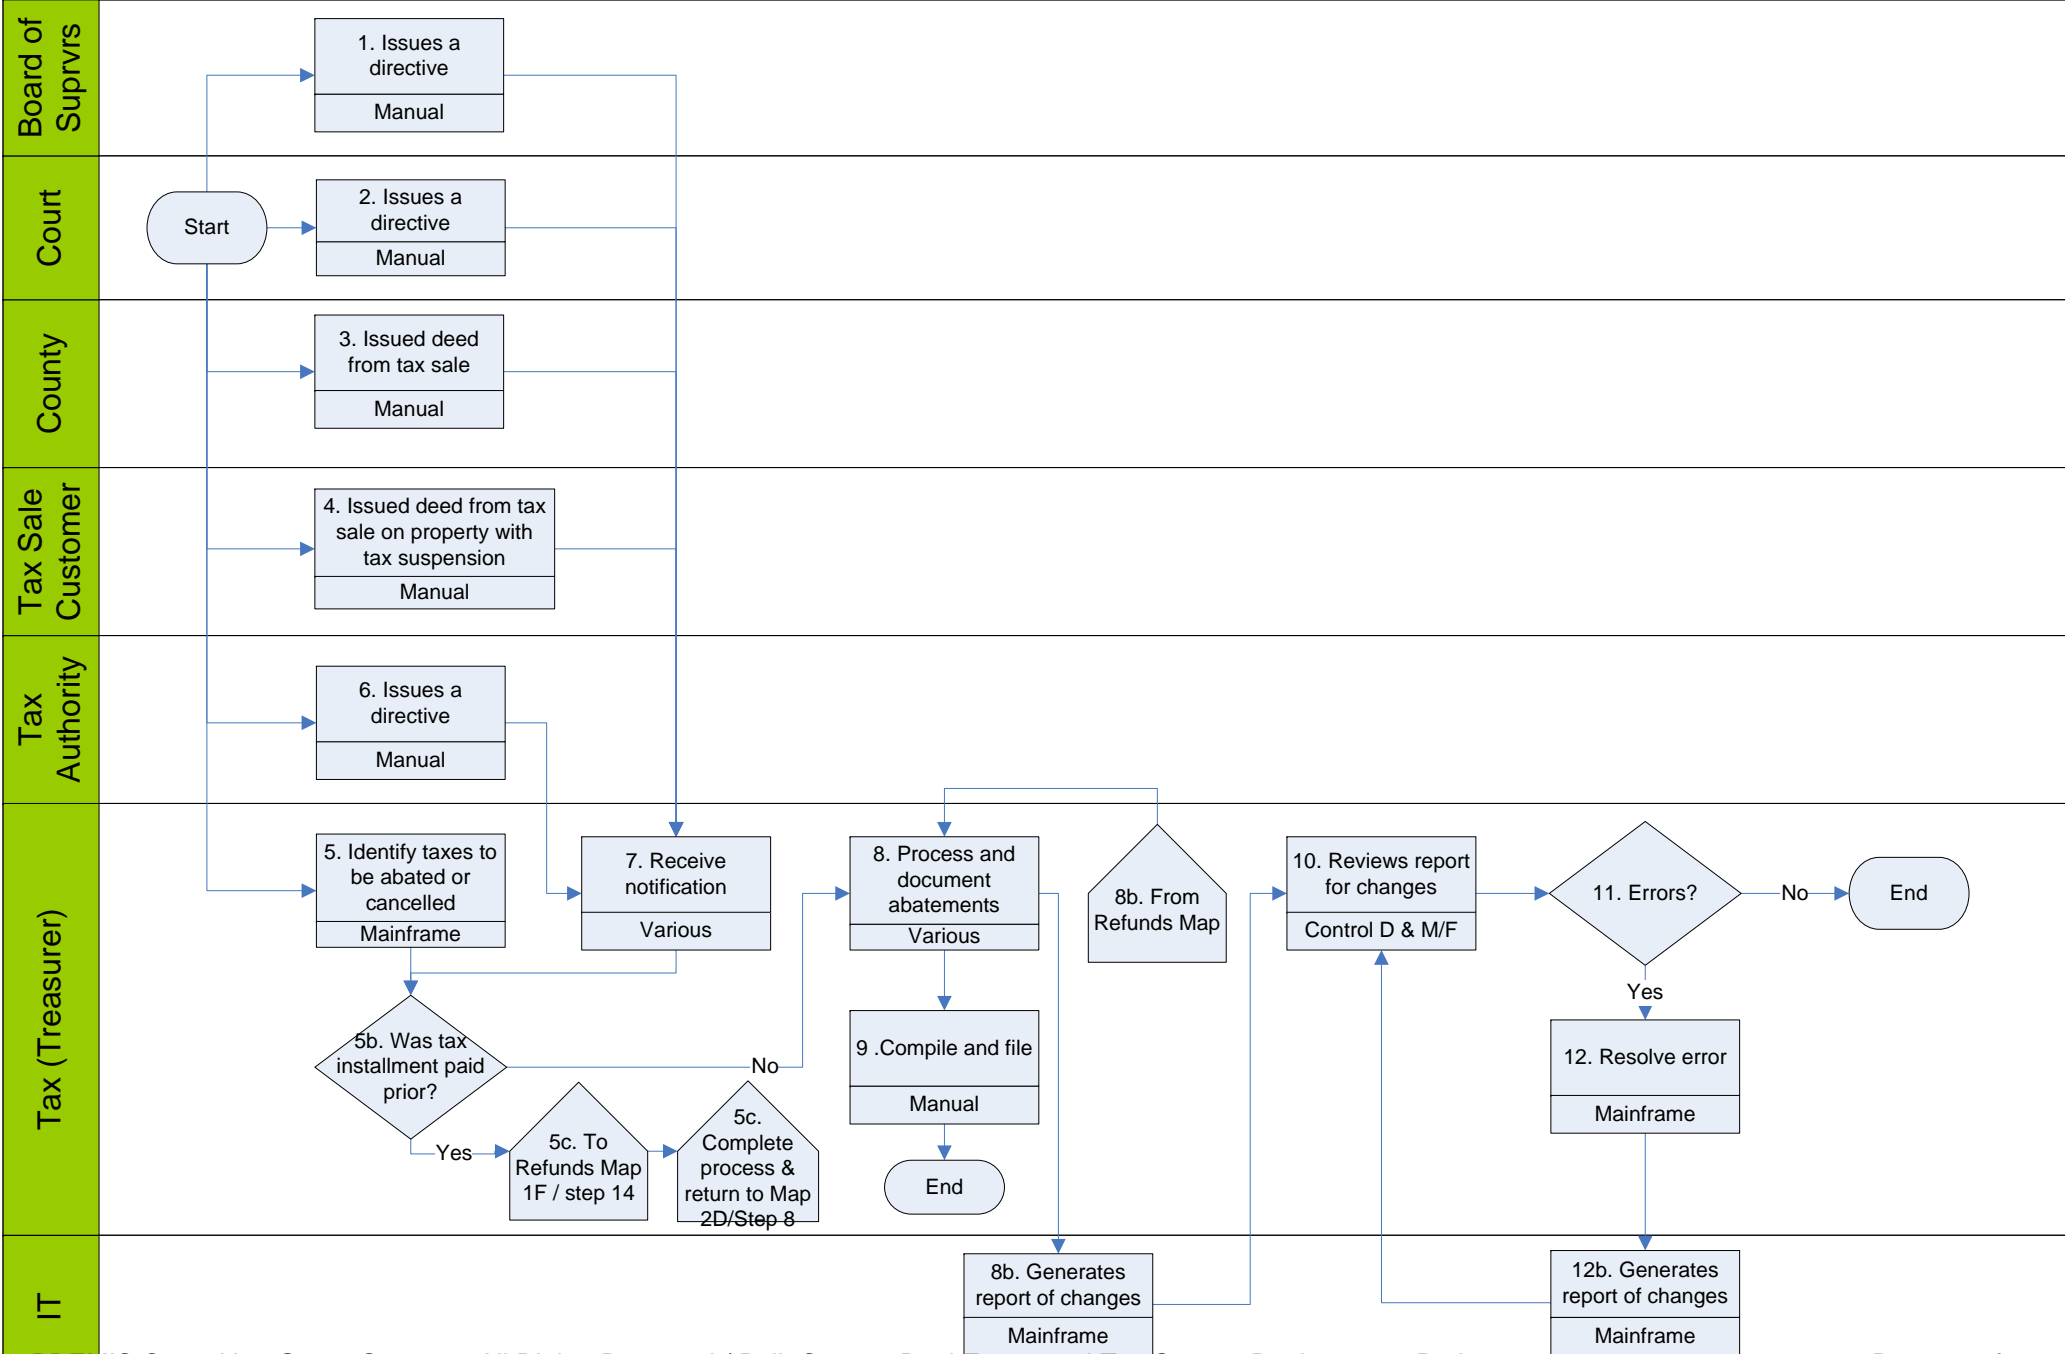 Board of
Suprvrs
1. Issues a
directive
Manual
Court
Start
2. Issues a
directive
Manual
County
3. Issued deed
from tax sale
Manual
Tax Sale
Customer
4. Issued deed from tax
sale on property with
tax suspension
Manual
Tax
Authority
6. Issues a
directive
Manual
Tax (Treasurer)
5. Identify taxes to
be abated or
cancelled
Mainframe
7. Receive
notification
Various
8. Process and
document
abatements
Various
8b. From
Refunds Map
10. Reviews report
for changes
Control D & M/F
11. Errors?
No
End
Yes
5b. Was tax
installment paid
prior?
No
Yes
5c. To
Refunds Map
1F / step 14
5c.
Complete
process &
return to Map
2D/Step 8
9 .Compile and file
Manual
End
12. Resolve error
Mainframe
IT
8b. Generates
report of changes
Mainframe
12b. Generates
report of changes
Mainframe